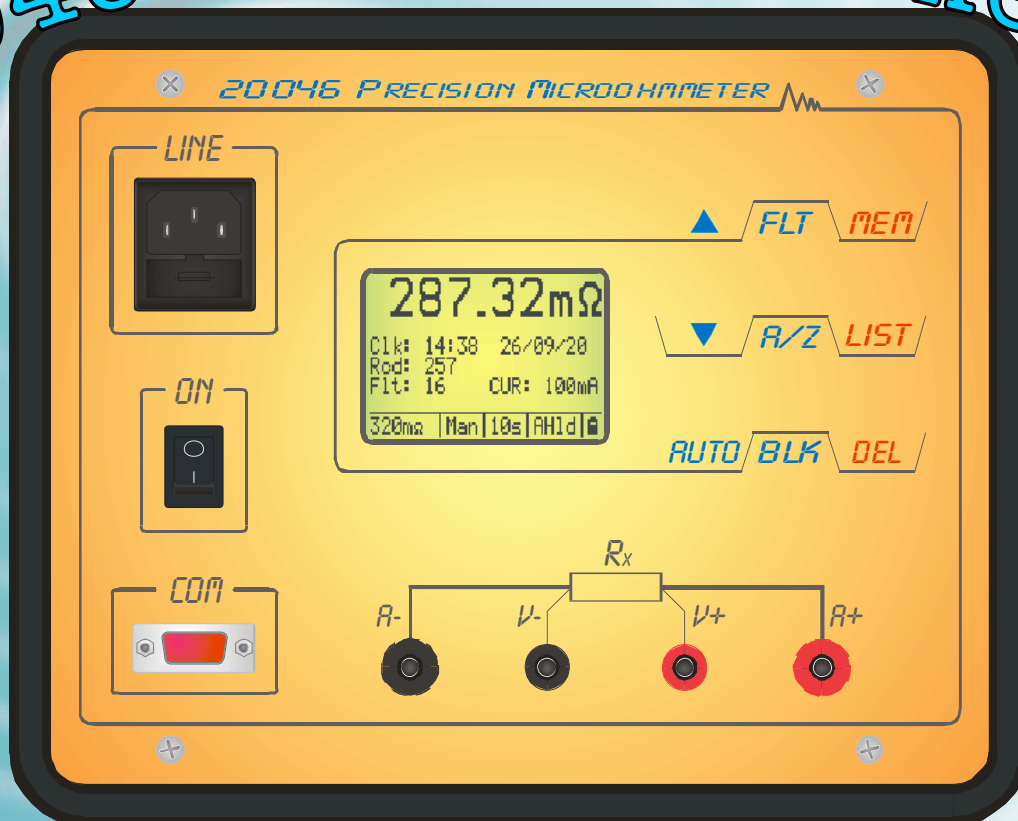 20046 PRECISION MICROOHMMETER
LINE
▲ FLT MEM
287.32mΩ
Clk: 14:38 26/09/20
Rod: 257
Flt: 16 CUR: 100mA
320mΩ Man 10s AHld
▼ A/Z LIST
ON
AUTO BLK DEL
COM
Rx
A- V- V+ A+